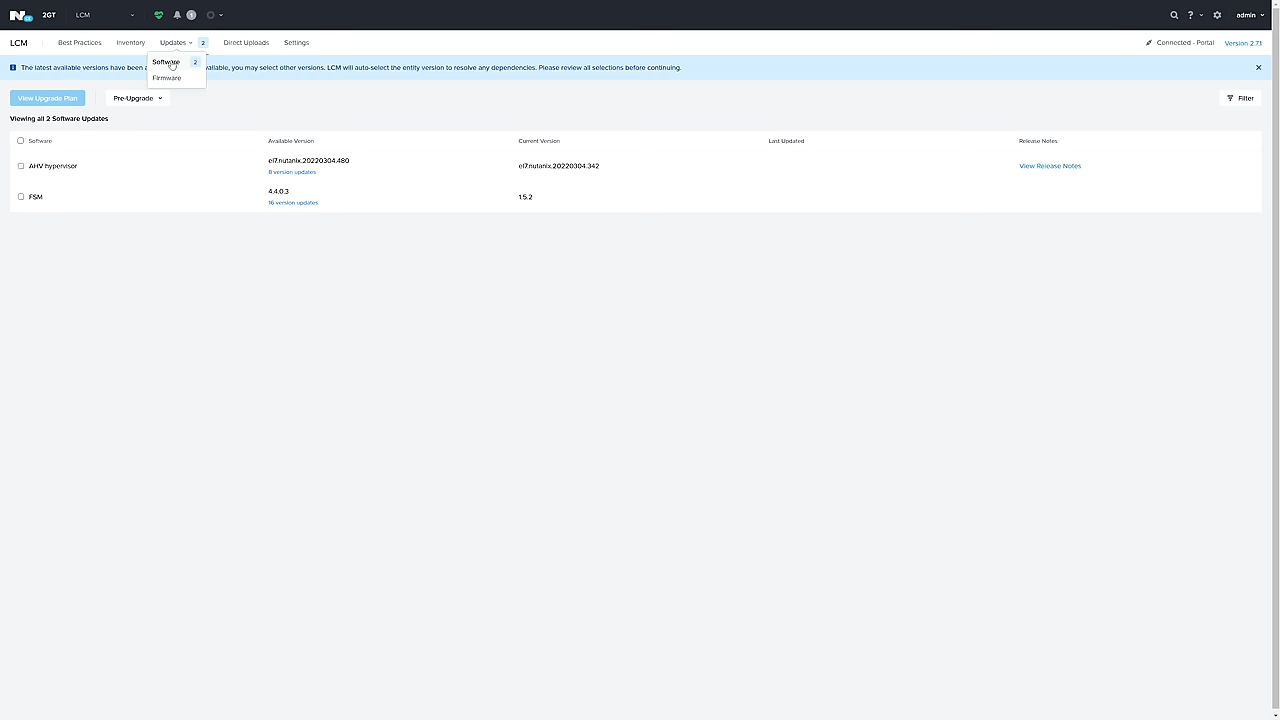 N CE 2GT LCM 1 ? admin
LCM Best Practices Inventory Updates 2 Direct Uploads Settings Connected - Portal Version 2.7.1
Software 2
Firmware
The latest available versions have been a
ailable, you may select other versions. LCM will auto-select the entity version to resolve any dependencies. Please review all selections before continuing.
View Upgrade Plan Pre-Upgrade Filter
Viewing all 2 Software Updates
Software Available Version Current Version Last Updated Release Notes
AHV hypervisor el7.nutanix.20220304.480 el7.nutanix.20220304.342 View Release Notes
8 version updates
FSM 4.4.0.3 1.5.2
16 version updates